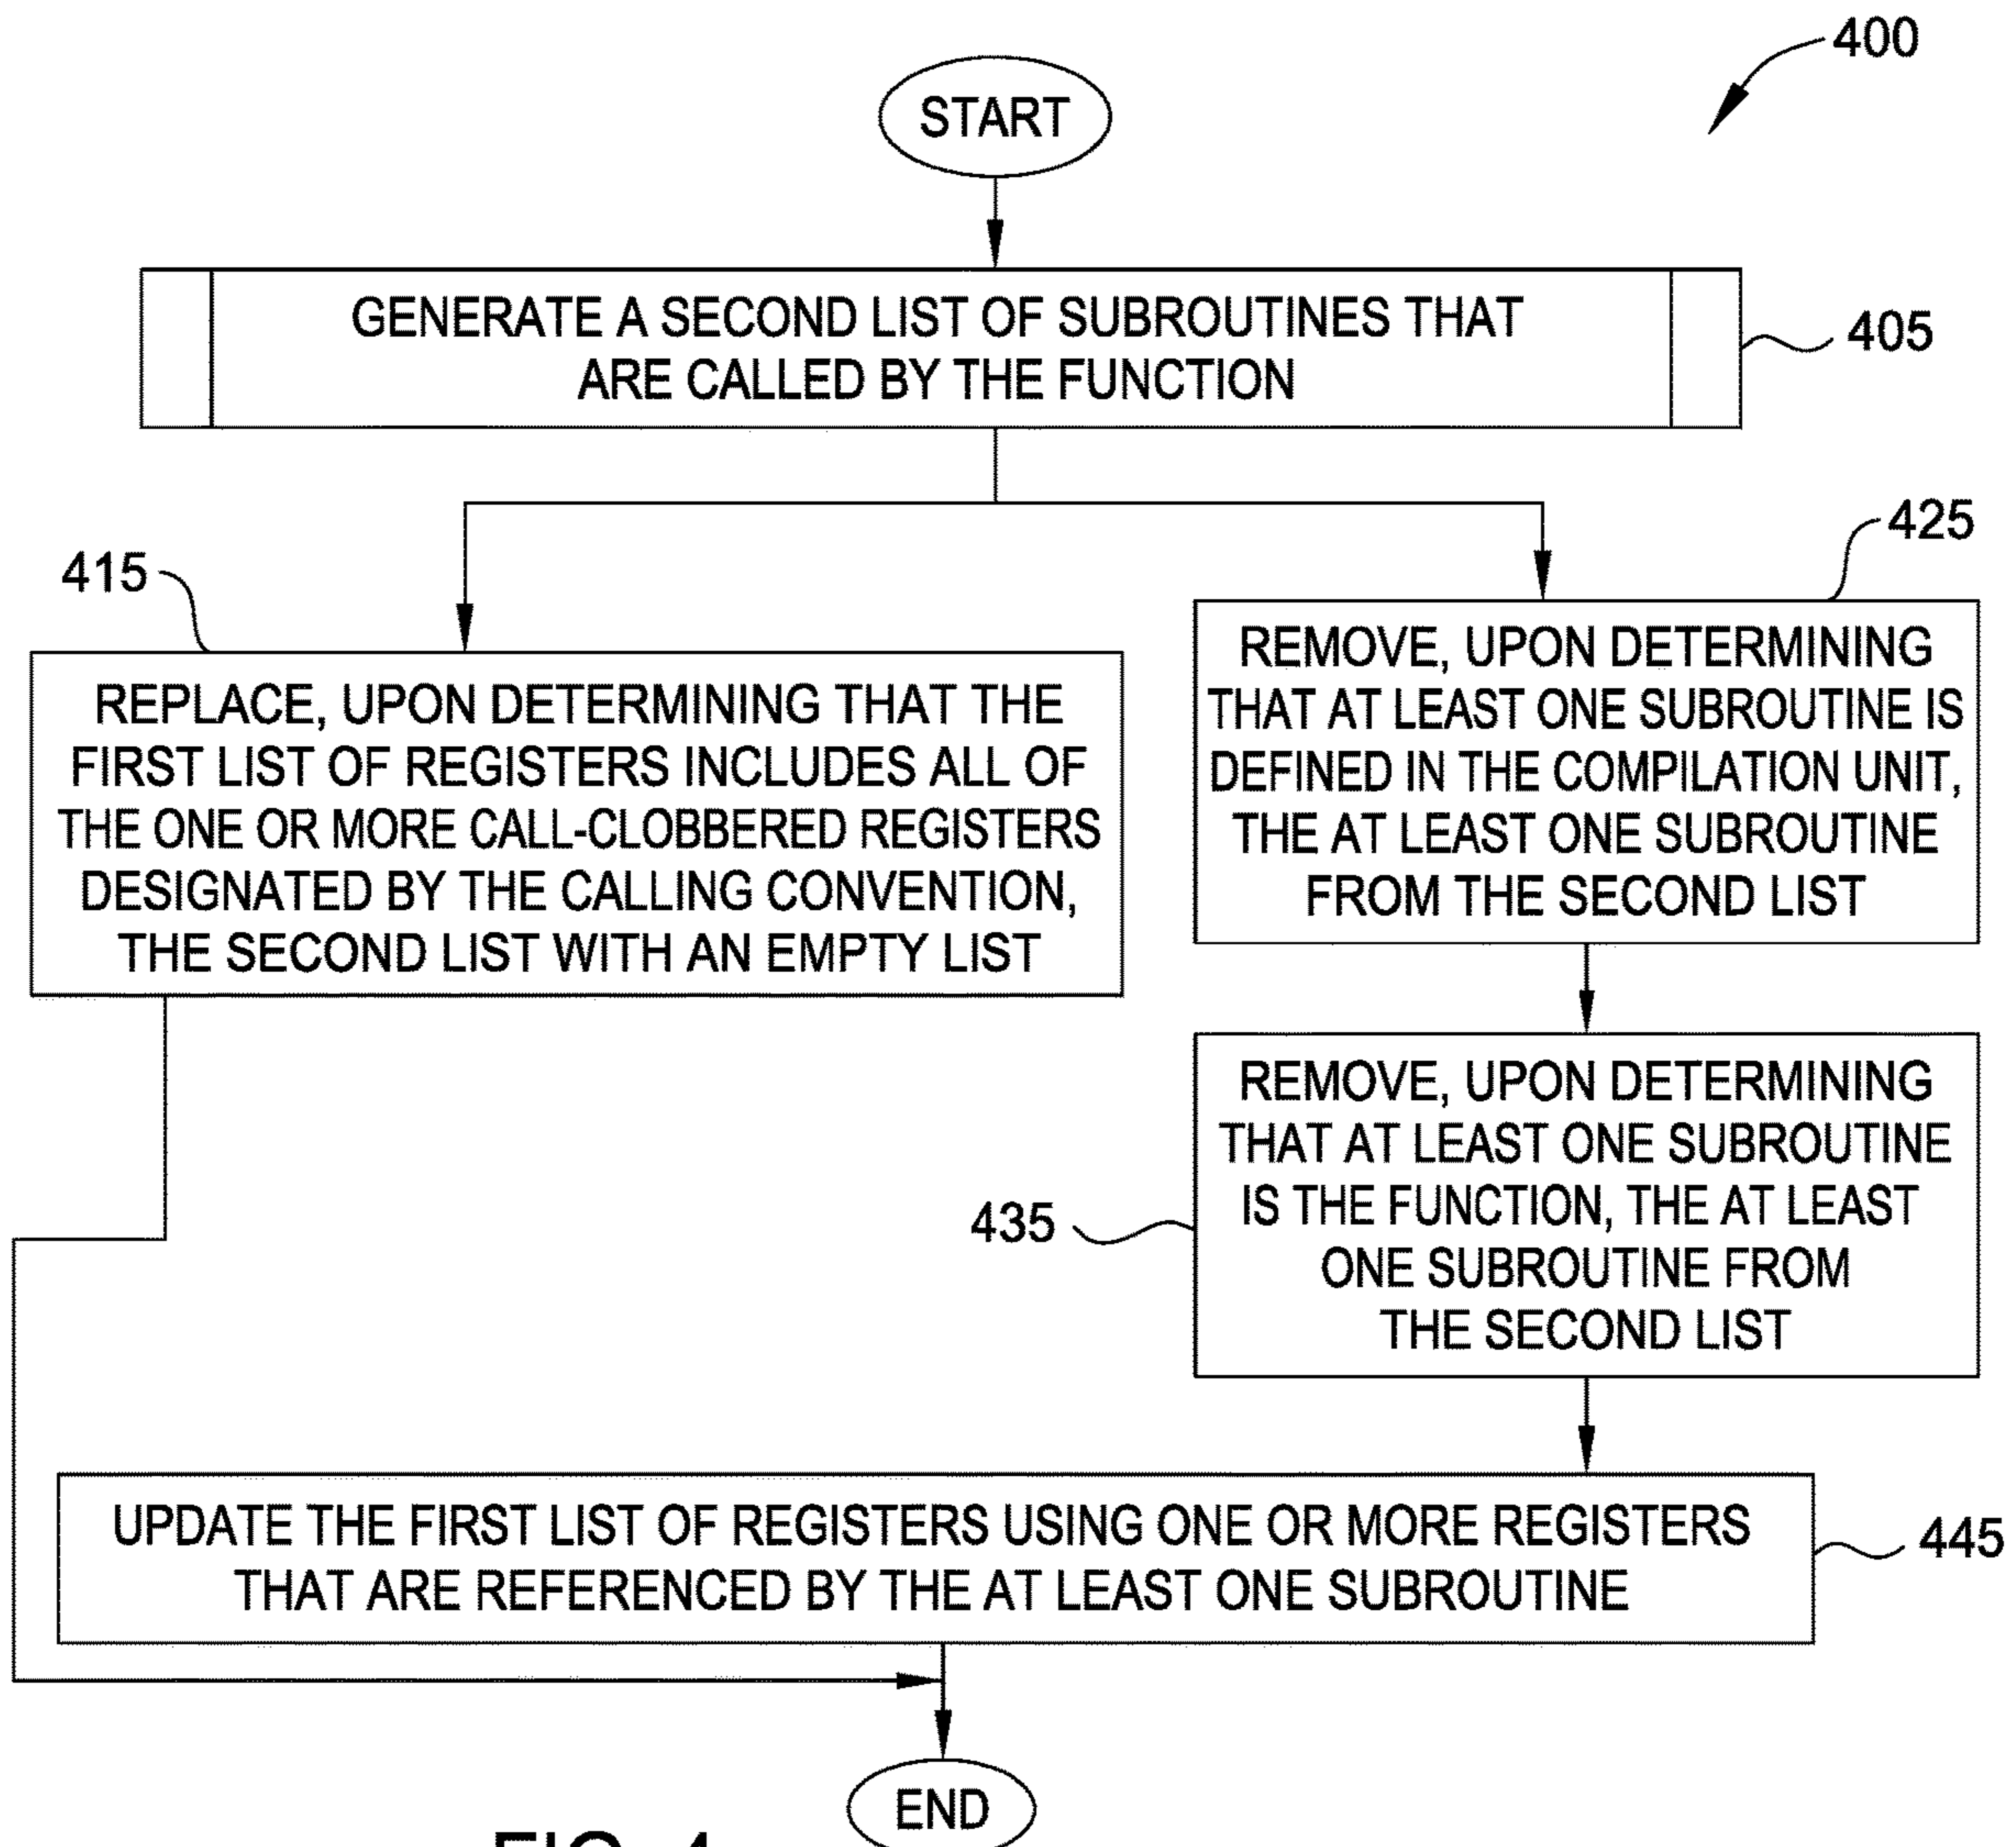 400
START
GENERATE A SECOND LIST OF SUBROUTINES THAT
ARE CALLED BY THE FUNCTION
405
415
REPLACE, UPON DETERMINING THAT THE
FIRST LIST OF REGISTERS INCLUDES ALL OF
THE ONE OR MORE CALL-CLOBBERED REGISTERS
DESIGNATED BY THE CALLING CONVENTION,
THE SECOND LIST WITH AN EMPTY LIST
425
REMOVE, UPON DETERMINING
THAT AT LEAST ONE SUBROUTINE IS
DEFINED IN THE COMPILATION UNIT,
THE AT LEAST ONE SUBROUTINE
FROM THE SECOND LIST
435
REMOVE, UPON DETERMINING
THAT AT LEAST ONE SUBROUTINE
IS THE FUNCTION, THE AT LEAST
ONE SUBROUTINE FROM
THE SECOND LIST
UPDATE THE FIRST LIST OF REGISTERS USING ONE OR MORE REGISTERS
THAT ARE REFERENCED BY THE AT LEAST ONE SUBROUTINE
445
END